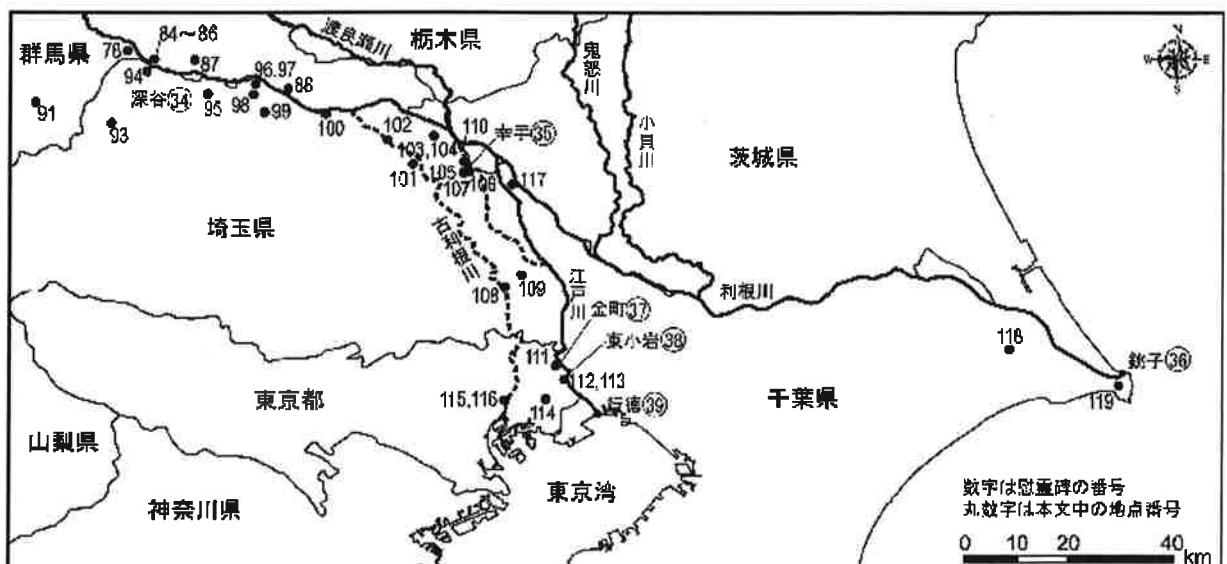 群馬県
栃木県
茨城県
埼玉県
東京都
山梨県
神奈川県
千葉県
東京湾
渡良瀬川
鬼怒川
小貝川
古利根川
江戸川
利根川
深谷㉞
幸手㉟
銚子㊱
金町㊲
東小岩㊳
行徳㊴
78
84～86
87
94
96.97
88
91
93
95
98
99
100
102
110
103,104
101
105
106
107
117
108
109
111
112,113
114
115,116
118
119
N
W
E
S
数字は慰霊碑の番号
丸数字は本文中の地点番号
0 10 20 40 km